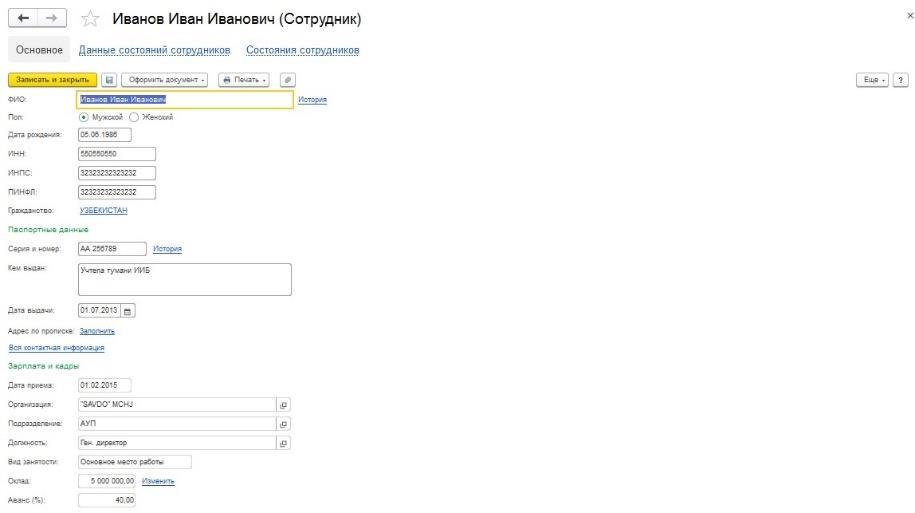 Иванов Иван Иванович (Сотрудник)
Основное Данные состояний сотрудников Состояния сотрудников
Записать и закрыть Оформить документ Печать Еще ?
ФИО: Иванов Иван Иванович История
Пол: Мужской Женский
Дата рождения: 05.06.1986
ИНН: 550550550
ИНПС: 32323232323232
ПИНФЛ: 32323232323232
Гражданство: УЗБЕКИСТАН
Паспортные данные
Серия и номер: АА 256789 История
Кем выдан: Учтепа тумани ИИБ
Дата выдачи: 01.07.2013
Адрес по прописке: Заполнить
Вся контактная информация
Зарплата и кадры
Дата приема: 01.02.2015
Организация: "SAVDO" MCHJ
Подразделение: АУП
Должность: Ген. директор
Вид занятости: Основное место работы
Оклад: 5 000 000,00 Изменить
Аванс (%): 40,00